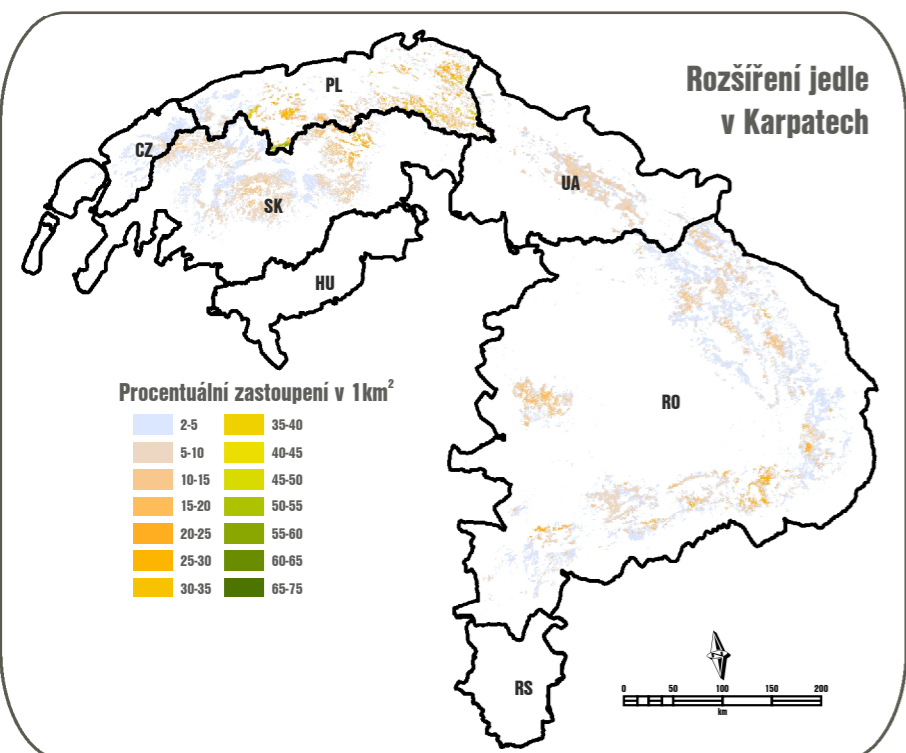 Rozšíření jedle
v Karpatech
PL
CZ
SK
UA
HU
RO
RS
Procentuální zastoupení v 1km²
2-5
5-10
10-15
15-20
20-25
25-30
30-35
35-40
40-45
45-50
50-55
55-60
60-65
65-75
N
0 50 100 150 200
km